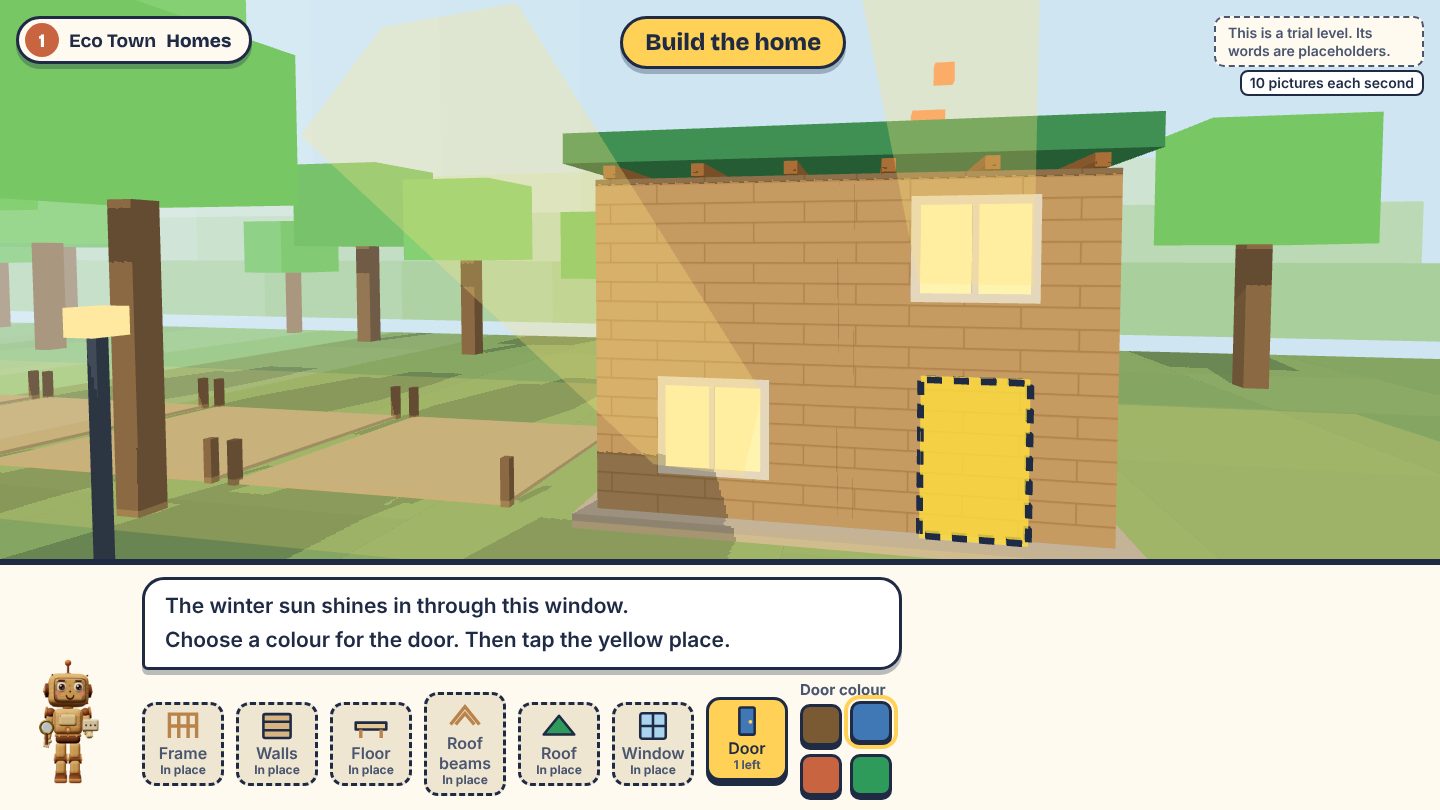 1 Eco Town Homes
Build the home
This is a trial level. Its
words are placeholders.
10 pictures each second
The winter sun shines in through this window.
Choose a colour for the door. Then tap the yellow place.
Frame
In place
Walls
In place
Floor
In place
Roof
beams
In place
Roof
In place
Window
In place
Door
1 left
Door colour